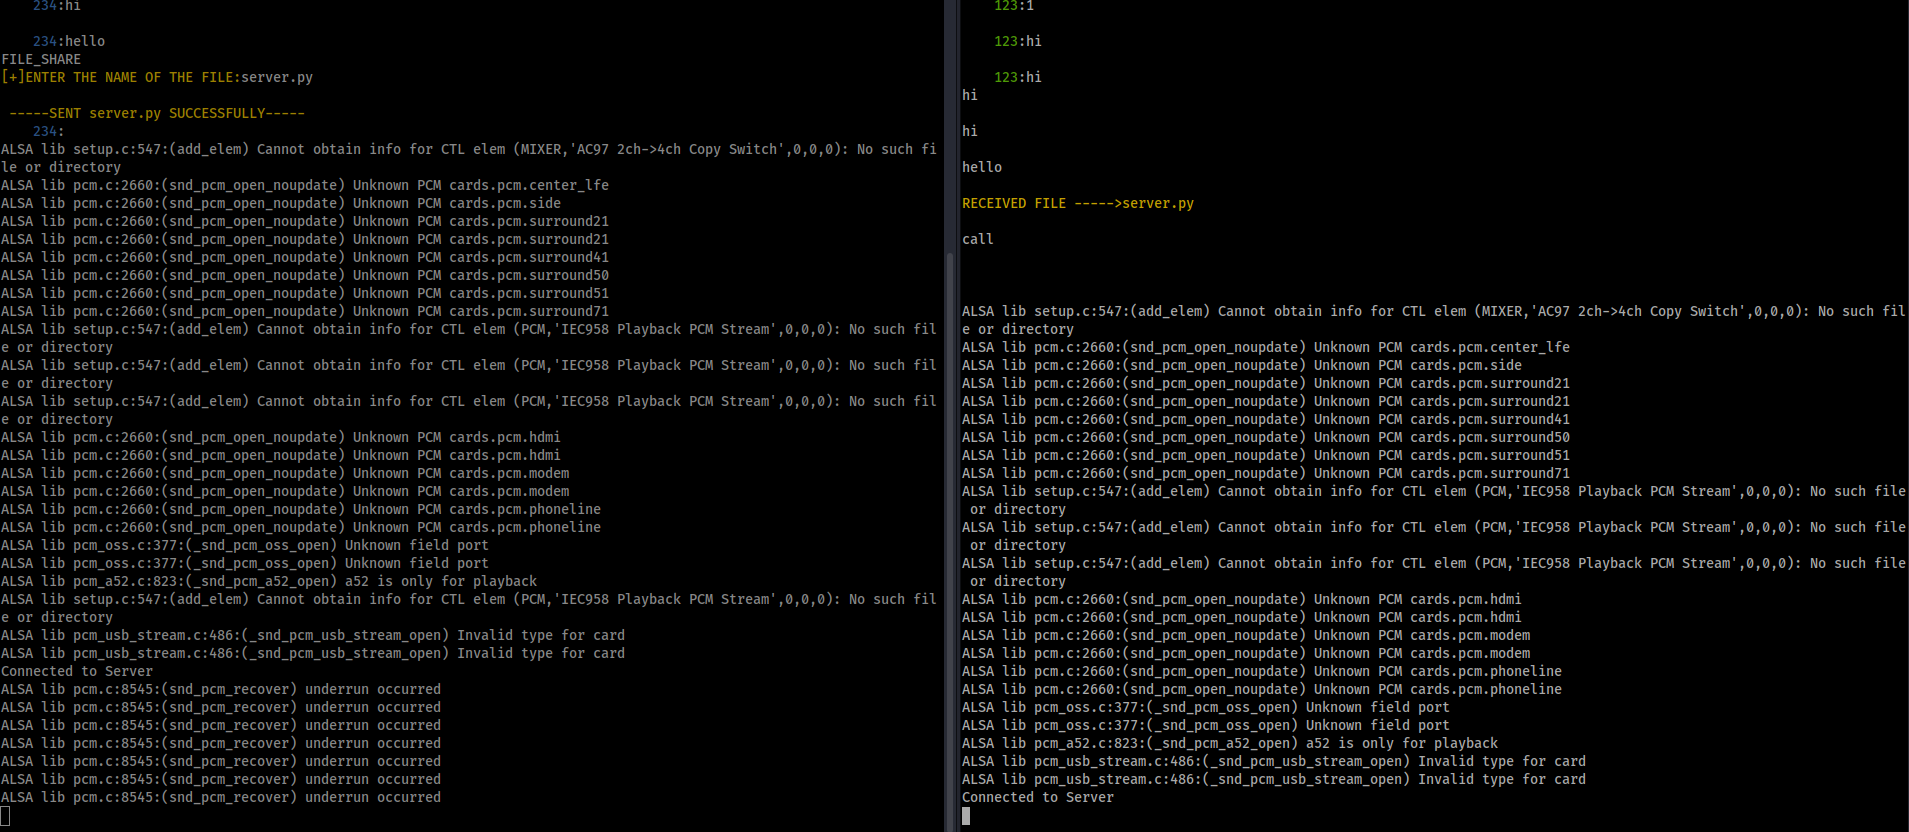 234:hi
234:hello
FILE_SHARE
[+]ENTER THE NAME OF THE FILE:server.py
-----SENT server.py SUCCESSFULLY-----
234:
ALSA lib setup.c:547:(add_elem) Cannot obtain info for CTL elem (MIXER,'AC97 2ch->4ch Copy Switch',0,0,0): No such fi
le or directory
ALSA lib pcm.c:2660:(snd_pcm_open_noupdate) Unknown PCM cards.pcm.center_lfe
ALSA lib pcm.c:2660:(snd_pcm_open_noupdate) Unknown PCM cards.pcm.side
ALSA lib pcm.c:2660:(snd_pcm_open_noupdate) Unknown PCM cards.pcm.surround21
ALSA lib pcm.c:2660:(snd_pcm_open_noupdate) Unknown PCM cards.pcm.surround21
ALSA lib pcm.c:2660:(snd_pcm_open_noupdate) Unknown PCM cards.pcm.surround41
ALSA lib pcm.c:2660:(snd_pcm_open_noupdate) Unknown PCM cards.pcm.surround50
ALSA lib pcm.c:2660:(snd_pcm_open_noupdate) Unknown PCM cards.pcm.surround51
ALSA lib pcm.c:2660:(snd_pcm_open_noupdate) Unknown PCM cards.pcm.surround71
ALSA lib setup.c:547:(add_elem) Cannot obtain info for CTL elem (PCM,'IEC958 Playback PCM Stream',0,0,0): No such fil
e or directory
ALSA lib setup.c:547:(add_elem) Cannot obtain info for CTL elem (PCM,'IEC958 Playback PCM Stream',0,0,0): No such fil
e or directory
ALSA lib setup.c:547:(add_elem) Cannot obtain info for CTL elem (PCM,'IEC958 Playback PCM Stream',0,0,0): No such fil
e or directory
ALSA lib pcm.c:2660:(snd_pcm_open_noupdate) Unknown PCM cards.pcm.hdmi
ALSA lib pcm.c:2660:(snd_pcm_open_noupdate) Unknown PCM cards.pcm.hdmi
ALSA lib pcm.c:2660:(snd_pcm_open_noupdate) Unknown PCM cards.pcm.modem
ALSA lib pcm.c:2660:(snd_pcm_open_noupdate) Unknown PCM cards.pcm.modem
ALSA lib pcm.c:2660:(snd_pcm_open_noupdate) Unknown PCM cards.pcm.phoneline
ALSA lib pcm.c:2660:(snd_pcm_open_noupdate) Unknown PCM cards.pcm.phoneline
ALSA lib pcm_oss.c:377:(_snd_pcm_oss_open) Unknown field port
ALSA lib pcm_oss.c:377:(_snd_pcm_oss_open) Unknown field port
ALSA lib pcm_a52.c:823:(_snd_pcm_a52_open) a52 is only for playback
ALSA lib setup.c:547:(add_elem) Cannot obtain info for CTL elem (PCM,'IEC958 Playback PCM Stream',0,0,0): No such fil
e or directory
ALSA lib pcm_usb_stream.c:486:(_snd_pcm_usb_stream_open) Invalid type for card
ALSA lib pcm_usb_stream.c:486:(_snd_pcm_usb_stream_open) Invalid type for card
Connected to Server
ALSA lib pcm.c:8545:(snd_pcm_recover) underrun occurred
ALSA lib pcm.c:8545:(snd_pcm_recover) underrun occurred
ALSA lib pcm.c:8545:(snd_pcm_recover) underrun occurred
ALSA lib pcm.c:8545:(snd_pcm_recover) underrun occurred
ALSA lib pcm.c:8545:(snd_pcm_recover) underrun occurred
ALSA lib pcm.c:8545:(snd_pcm_recover) underrun occurred
ALSA lib pcm.c:8545:(snd_pcm_recover) underrun occurred
123:1
123:hi
123:hi
hi
hi
hello
RECEIVED FILE ----->server.py
call
ALSA lib setup.c:547:(add_elem) Cannot obtain info for CTL elem (MIXER,'AC97 2ch->4ch Copy Switch',0,0,0): No such fil
e or directory
ALSA lib pcm.c:2660:(snd_pcm_open_noupdate) Unknown PCM cards.pcm.center_lfe
ALSA lib pcm.c:2660:(snd_pcm_open_noupdate) Unknown PCM cards.pcm.side
ALSA lib pcm.c:2660:(snd_pcm_open_noupdate) Unknown PCM cards.pcm.surround21
ALSA lib pcm.c:2660:(snd_pcm_open_noupdate) Unknown PCM cards.pcm.surround21
ALSA lib pcm.c:2660:(snd_pcm_open_noupdate) Unknown PCM cards.pcm.surround41
ALSA lib pcm.c:2660:(snd_pcm_open_noupdate) Unknown PCM cards.pcm.surround50
ALSA lib pcm.c:2660:(snd_pcm_open_noupdate) Unknown PCM cards.pcm.surround51
ALSA lib pcm.c:2660:(snd_pcm_open_noupdate) Unknown PCM cards.pcm.surround71
ALSA lib setup.c:547:(add_elem) Cannot obtain info for CTL elem (PCM,'IEC958 Playback PCM Stream',0,0,0): No such file
or directory
ALSA lib setup.c:547:(add_elem) Cannot obtain info for CTL elem (PCM,'IEC958 Playback PCM Stream',0,0,0): No such file
or directory
ALSA lib setup.c:547:(add_elem) Cannot obtain info for CTL elem (PCM,'IEC958 Playback PCM Stream',0,0,0): No such file
or directory
ALSA lib pcm.c:2660:(snd_pcm_open_noupdate) Unknown PCM cards.pcm.hdmi
ALSA lib pcm.c:2660:(snd_pcm_open_noupdate) Unknown PCM cards.pcm.hdmi
ALSA lib pcm.c:2660:(snd_pcm_open_noupdate) Unknown PCM cards.pcm.modem
ALSA lib pcm.c:2660:(snd_pcm_open_noupdate) Unknown PCM cards.pcm.modem
ALSA lib pcm.c:2660:(snd_pcm_open_noupdate) Unknown PCM cards.pcm.phoneline
ALSA lib pcm.c:2660:(snd_pcm_open_noupdate) Unknown PCM cards.pcm.phoneline
ALSA lib pcm_oss.c:377:(_snd_pcm_oss_open) Unknown field port
ALSA lib pcm_oss.c:377:(_snd_pcm_oss_open) Unknown field port
ALSA lib pcm_a52.c:823:(_snd_pcm_a52_open) a52 is only for playback
ALSA lib pcm_usb_stream.c:486:(_snd_pcm_usb_stream_open) Invalid type for card
ALSA lib pcm_usb_stream.c:486:(_snd_pcm_usb_stream_open) Invalid type for card
Connected to Server